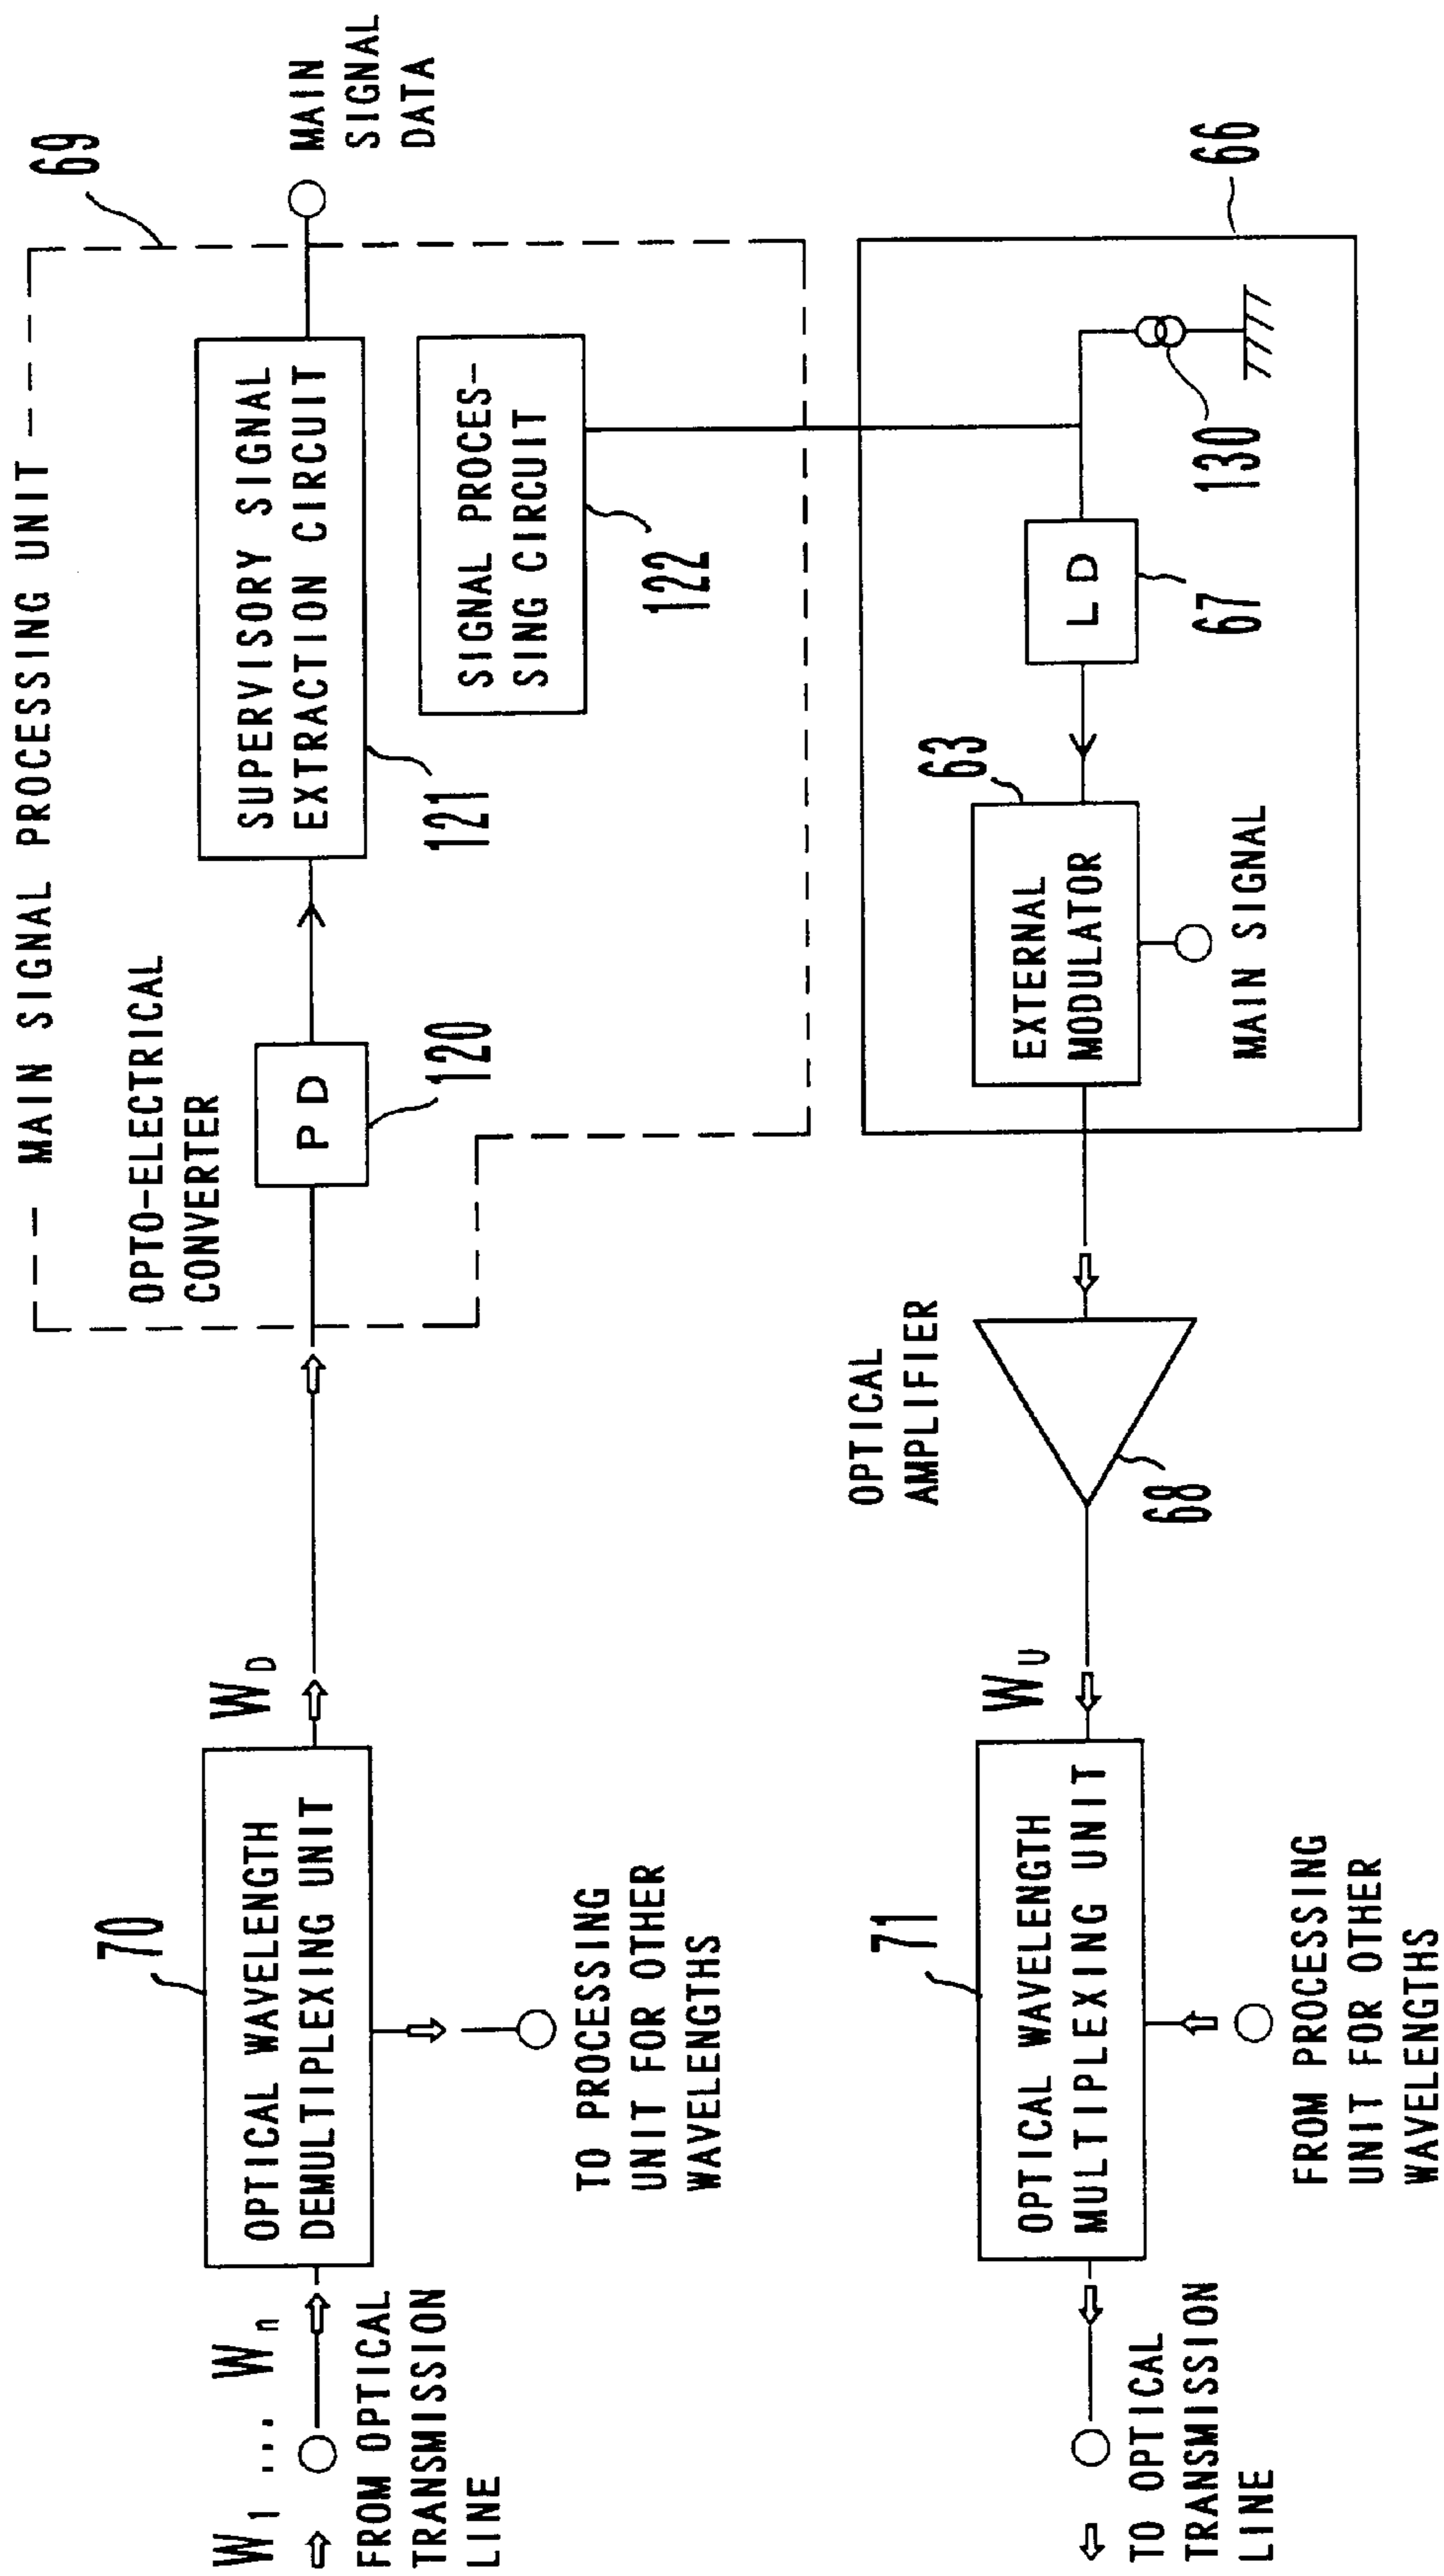 MAIN SIGNAL PROCESSING UNIT
69
OPTO-ELECTRICAL
CONVERTER
W1 ... Wn
FROM OPTICAL
TRANSMISSION
LINE
70
OPTICAL WAVELENGTH
DEMULTIPLEXING UNIT
WD
P D
120
SUPERVISORY SIGNAL
EXTRACTION CIRCUIT
121
MAIN
SIGNAL
DATA
SIGNAL PROCES-
SING CIRCUIT
122
TO PROCESSING
UNIT FOR OTHER
WAVELENGTHS
OPTICAL
AMPLIFIER
68
71
OPTICAL WAVELENGTH
MULTIPLEXING UNIT
WU
63
EXTERNAL
MODULATOR
MAIN SIGNAL
L D
67
130
66
TO OPTICAL
TRANSMISSION
LINE
FROM PROCESSING
UNIT FOR OTHER
WAVELENGTHS